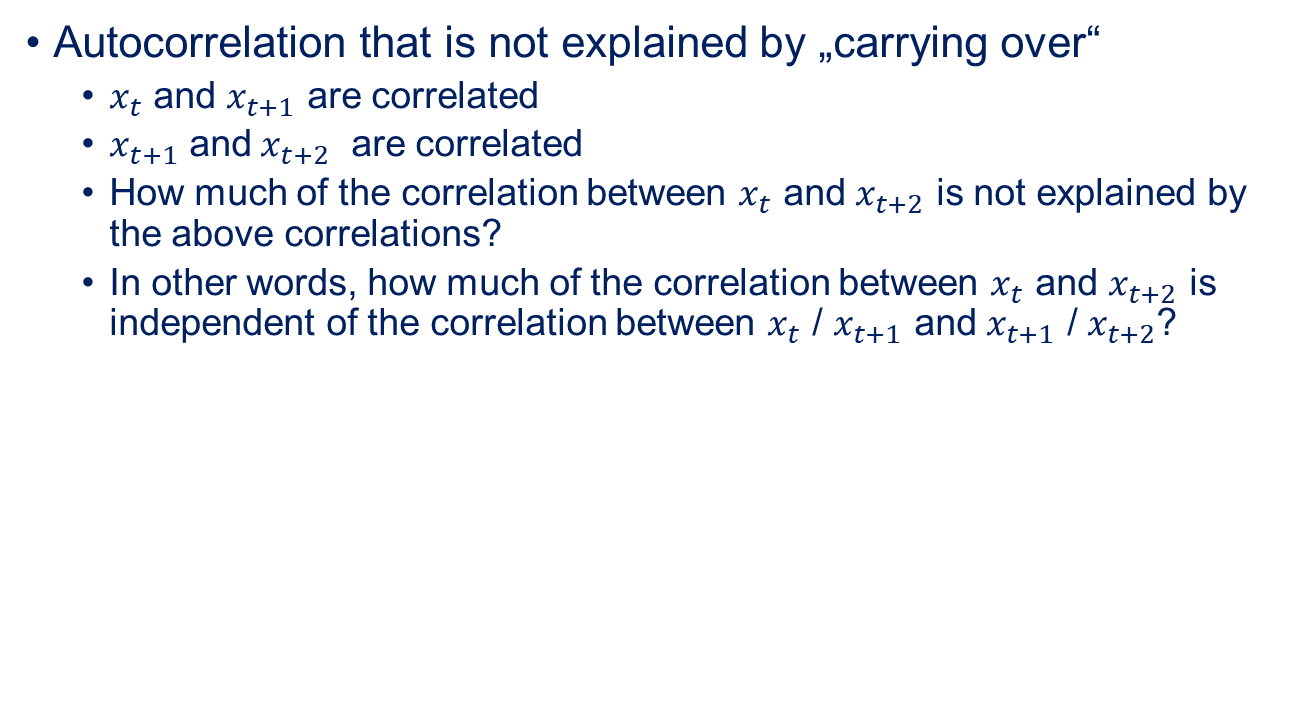 • Autocorrelation that is not explained by „carrying over“
• 𝑥ₜ and 𝑥ₜ₊₁ are correlated
• 𝑥ₜ₊₁ and 𝑥ₜ₊₂ are correlated
• How much of the correlation between 𝑥ₜ and 𝑥ₜ₊₂ is not explained by
the above correlations?
• In other words, how much of the correlation between 𝑥ₜ and 𝑥ₜ₊₂ is
independent of the correlation between 𝑥ₜ / 𝑥ₜ₊₁ and 𝑥ₜ₊₁ / 𝑥ₜ₊₂?